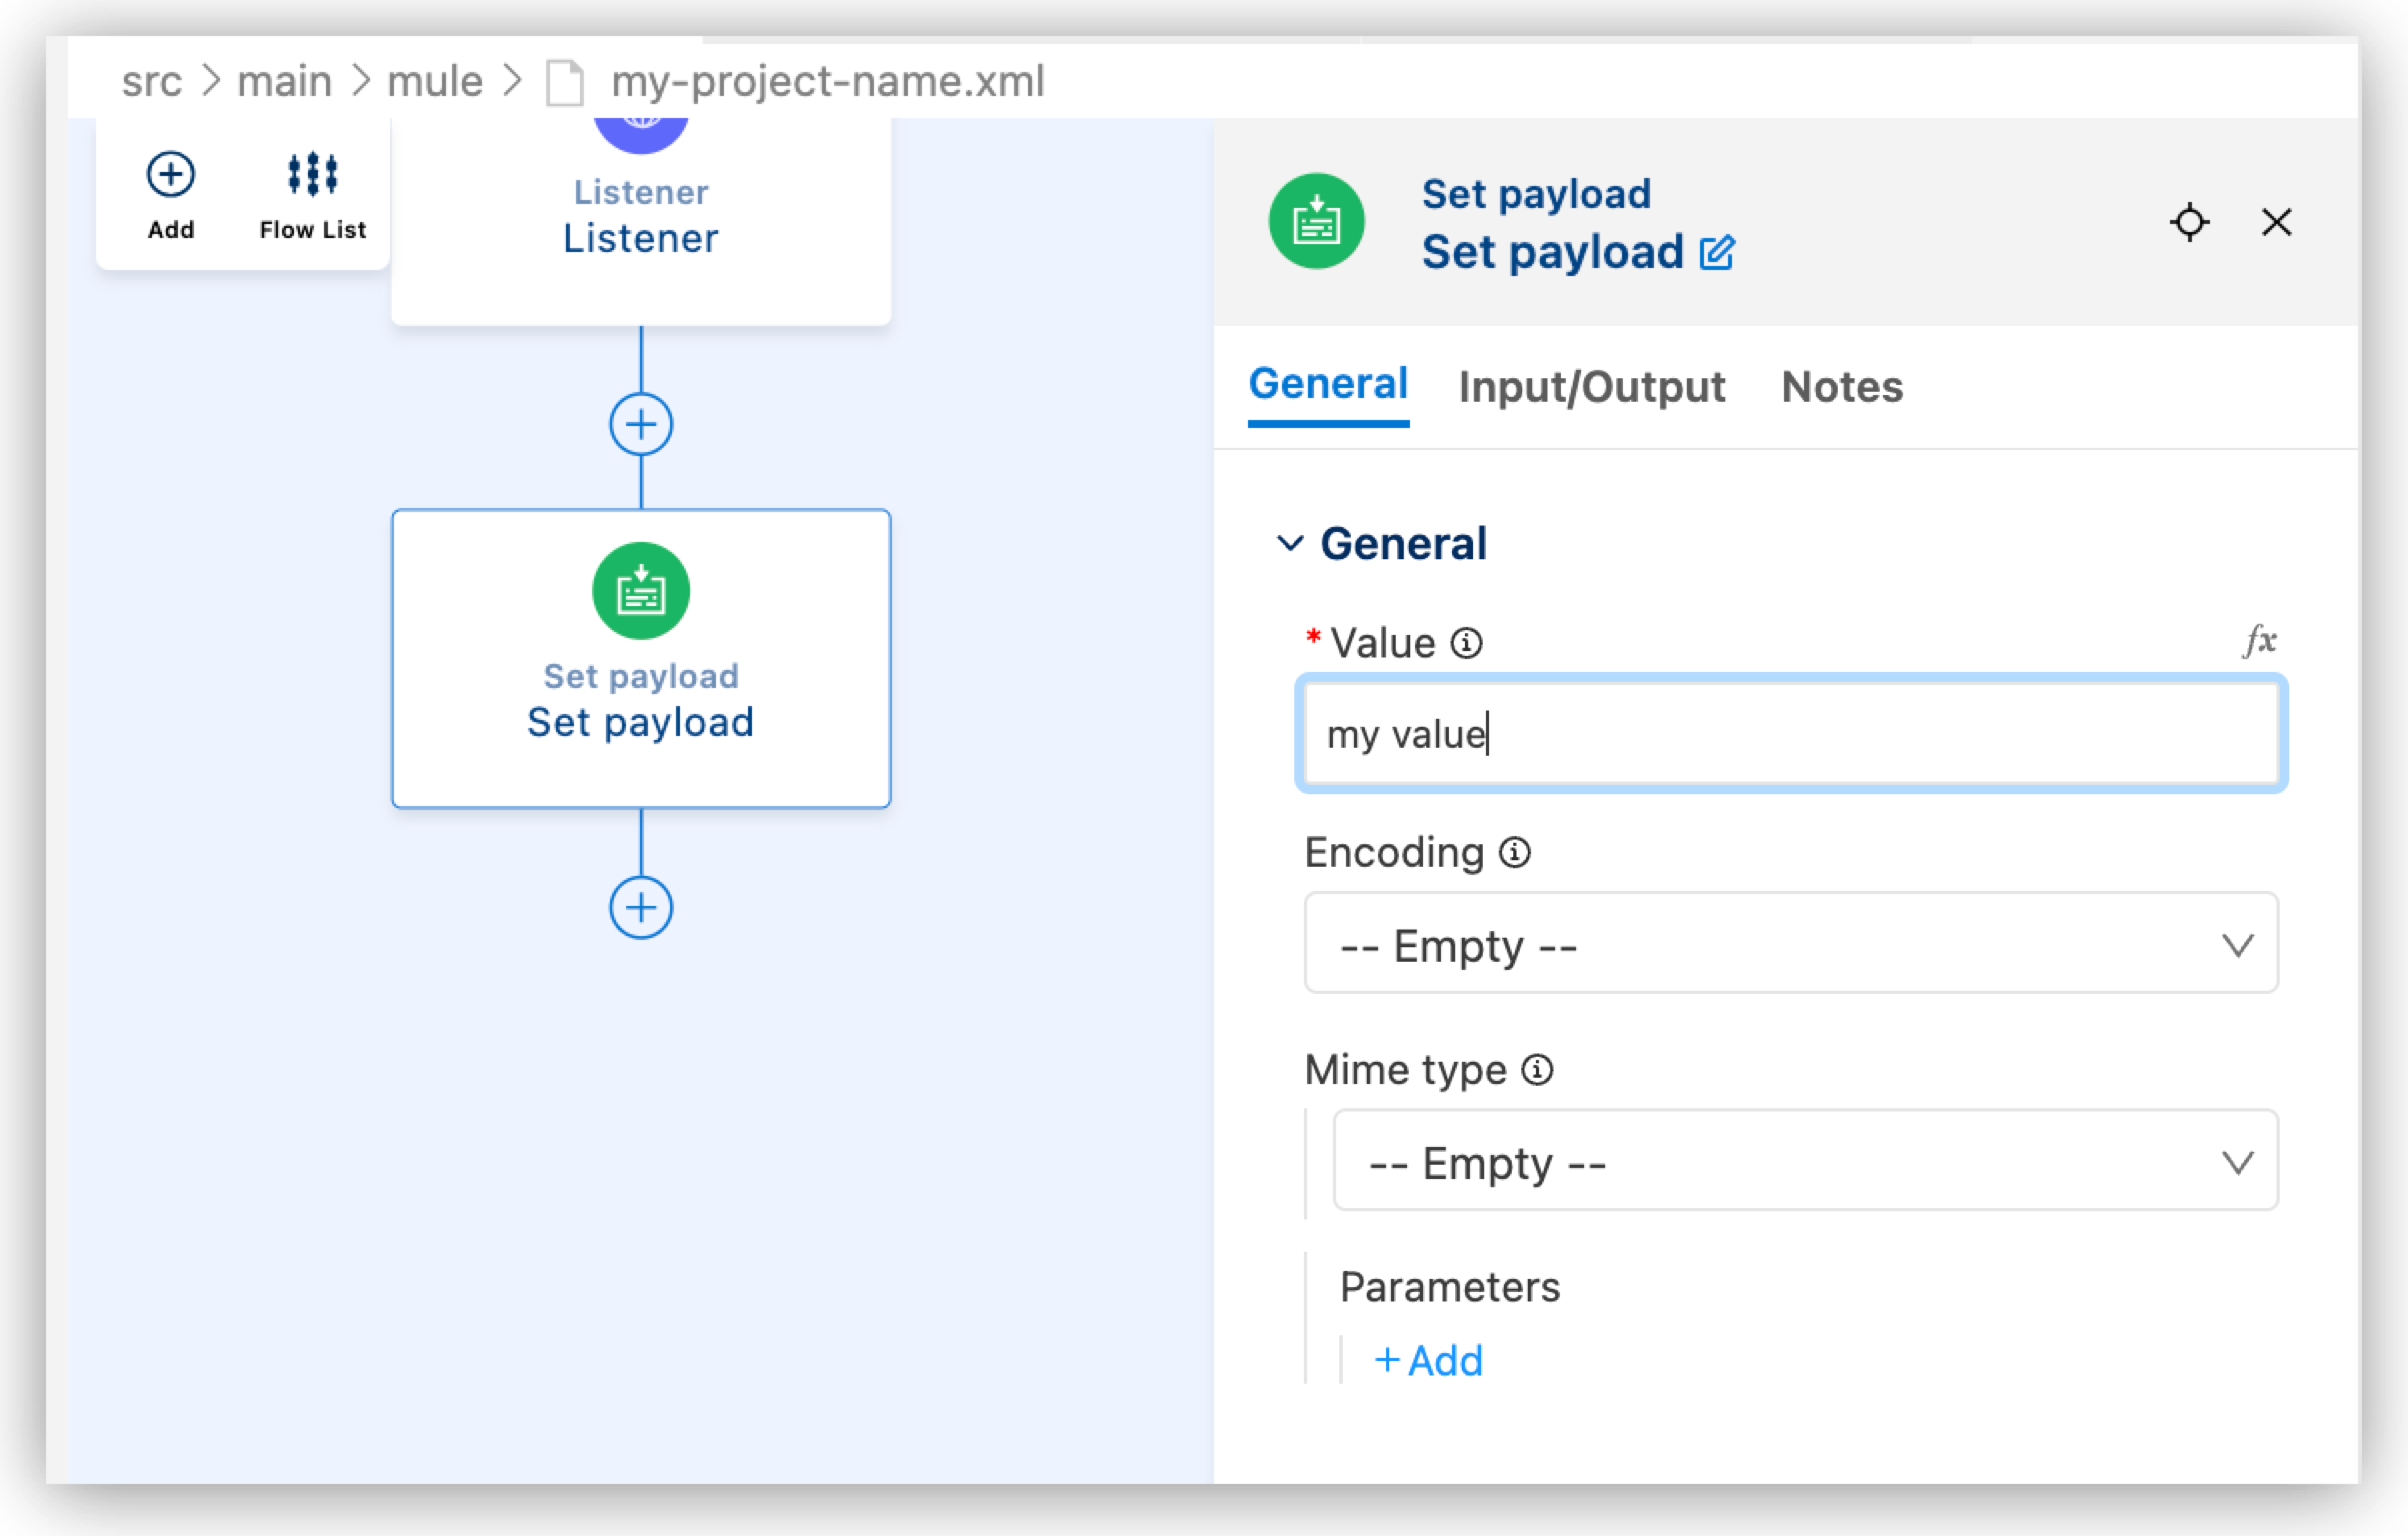 src > main > mule > my-project-name.xml
Add
Flow List
Listener
Listener
Set payload
Set payload
Set payload
Set payload
General
Input/Output
Notes
General
* Value
fx
my value
Encoding
-- Empty --
Mime type
-- Empty --
Parameters
+ Add